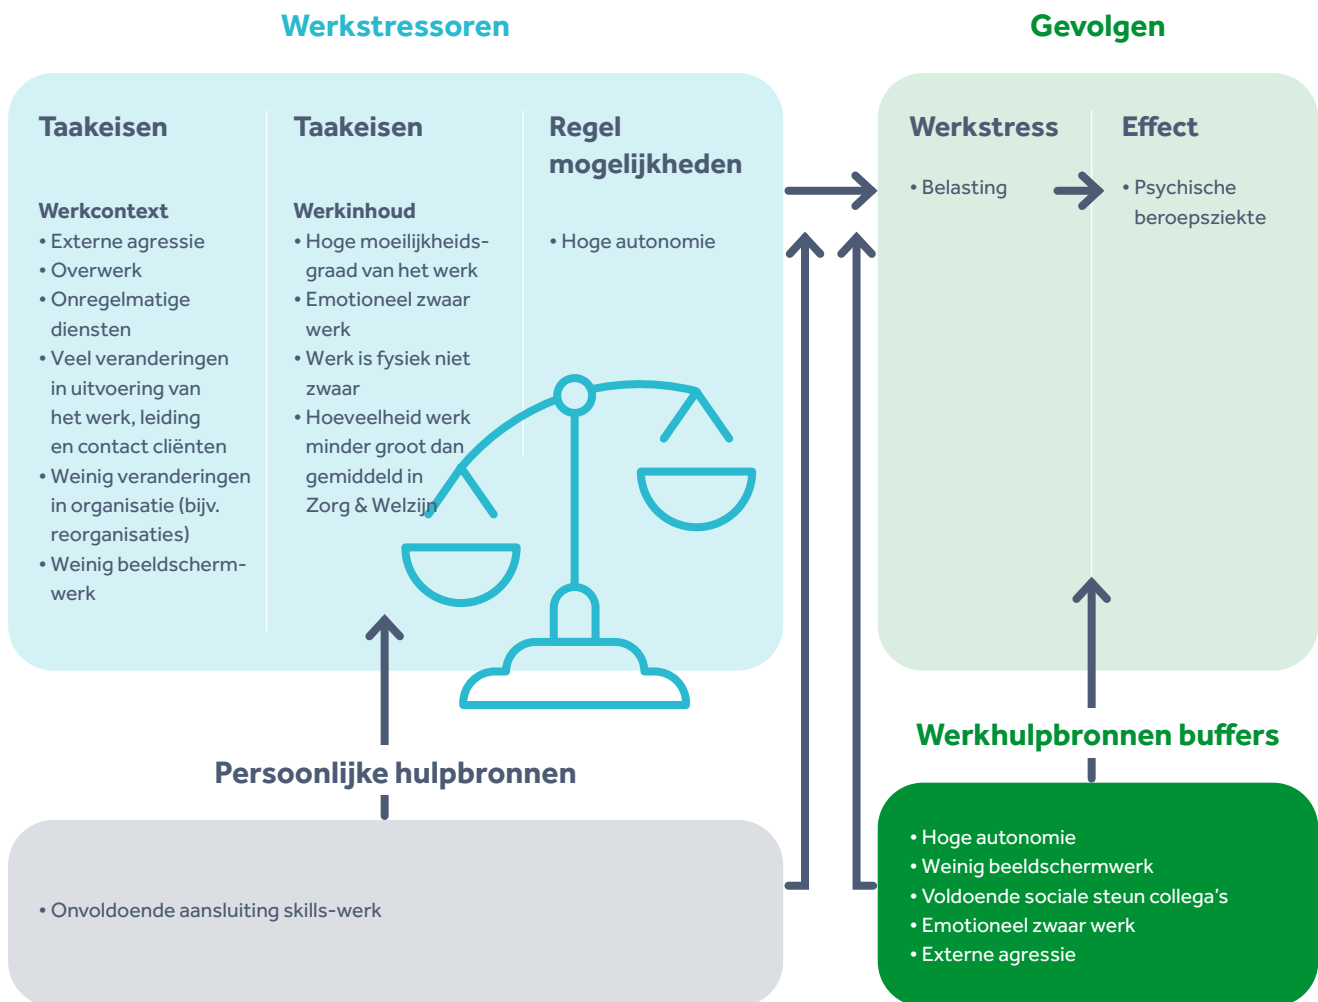 Werkstressoren
Gevolgen
Taakeisen
Werkcontext
• Externe agressie
• Overwerk
• Onregelmatige
diensten
• Veel veranderingen
in uitvoering van
het werk, leiding
en contact cliënten
• Weinig veranderingen
in organisatie (bijv.
reorganisaties)
• Weinig beeldscherm-
werk
Taakeisen
Werkinhoud
• Hoge moeilijkheids-
graad van het werk
• Emotioneel zwaar
werk
• Werk is fysiek niet
zwaar
• Hoeveelheid werk
minder groot dan
gemiddeld in
Zorg & Welzijn
Regel
mogelijkheden
• Hoge autonomie
Werkstress
• Belasting
Effect
• Psychische
beroepsziekte
Persoonlijke hulpbronnen
• Onvoldoende aansluiting skills-werk
Werkhulpbronnen buffers
• Hoge autonomie
• Weinig beeldschermwerk
• Voldoende sociale steun collega's
• Emotioneel zwaar werk
• Externe agressie